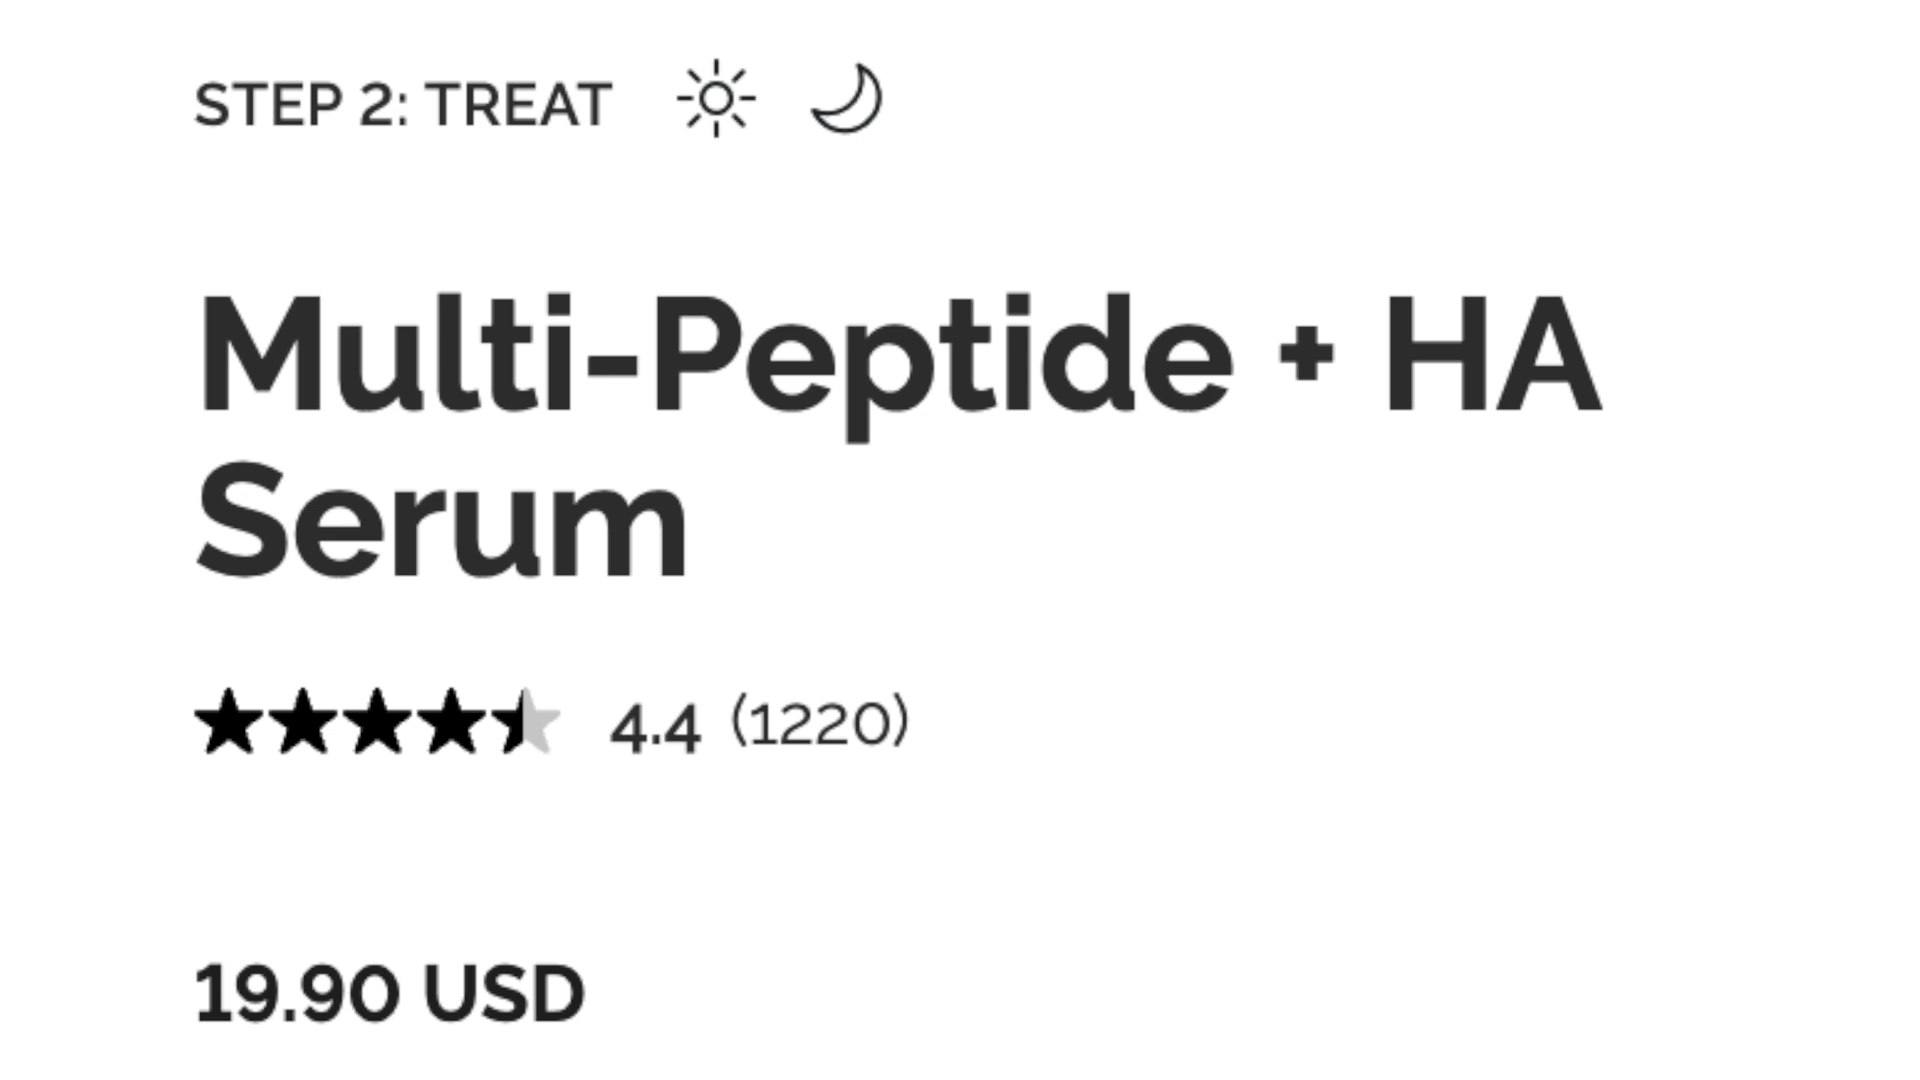 STEP 2: TREAT
Multi-Peptide + HA
Serum
4.4 (1220)
19.90 USD